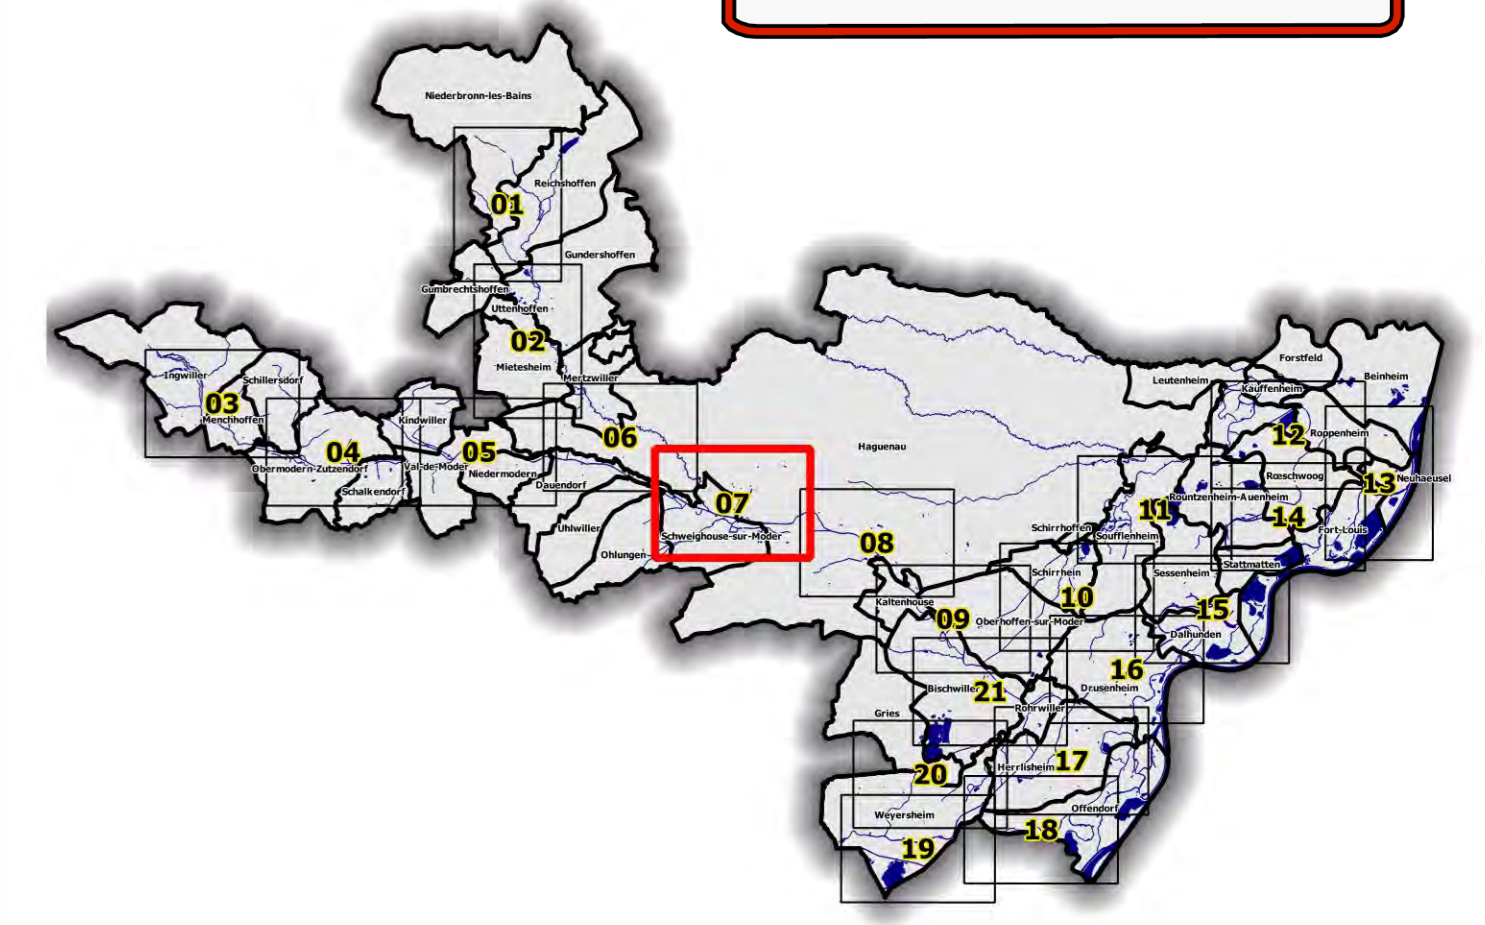 Niederbronn-les-Bains
Reichshoffen
01
Gundershoffen
Gumbrechtshoffen
Uttenhoffen
02
Mietesheim
Mertzwiller
Ingwiller
Schillersdorf
03
Menchhoffen
Kindwiller
04
05
06
Obermodern-Zutzendorf
Val-de-Moder
Niedermodern
Schalkendorf
Dauendorf
Uhlwiller
Ohlungen
07
Schweighouse-sur-Moder
Haguenau
08
Forstfeld
Leutenheim
Kauffenheim
Beinheim
12
Roppenheim
Rœschwoog
13
Neuhaeusel
Rountzenheim-Auenheim
11
14
Schirrhoffen
Soufflenheim
Fort-Louis
Stattmatten
Schirrhein
Sessenheim
10
Kaltenhouse
09
Oberhoffen-sur-Moder
15
Dalhunden
16
Bischwiller
21
Drusenheim
Rohrwiller
Gries
20
Herrlisheim
17
Weyersheim
Offendorf
18
19